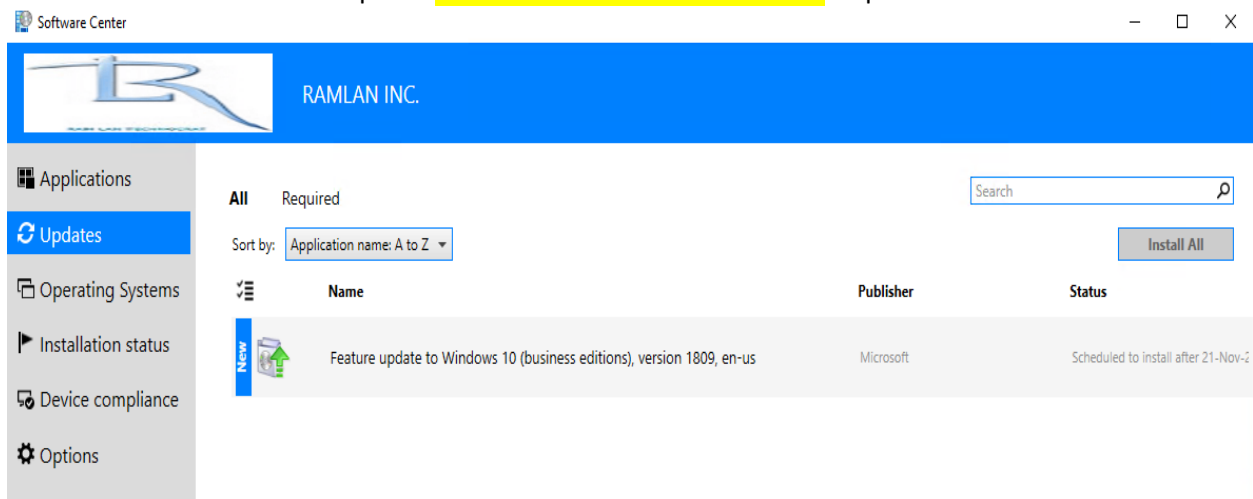 Software Center
RAMLAN INC.
Applications
Updates
Operating Systems
Installation status
Device compliance
Options
All Required
Search
Sort by: Application name: A to Z
Install All
Name Publisher Status
New
Feature update to Windows 10 (business editions), version 1809, en-us Microsoft Scheduled to install after 21-Nov-2